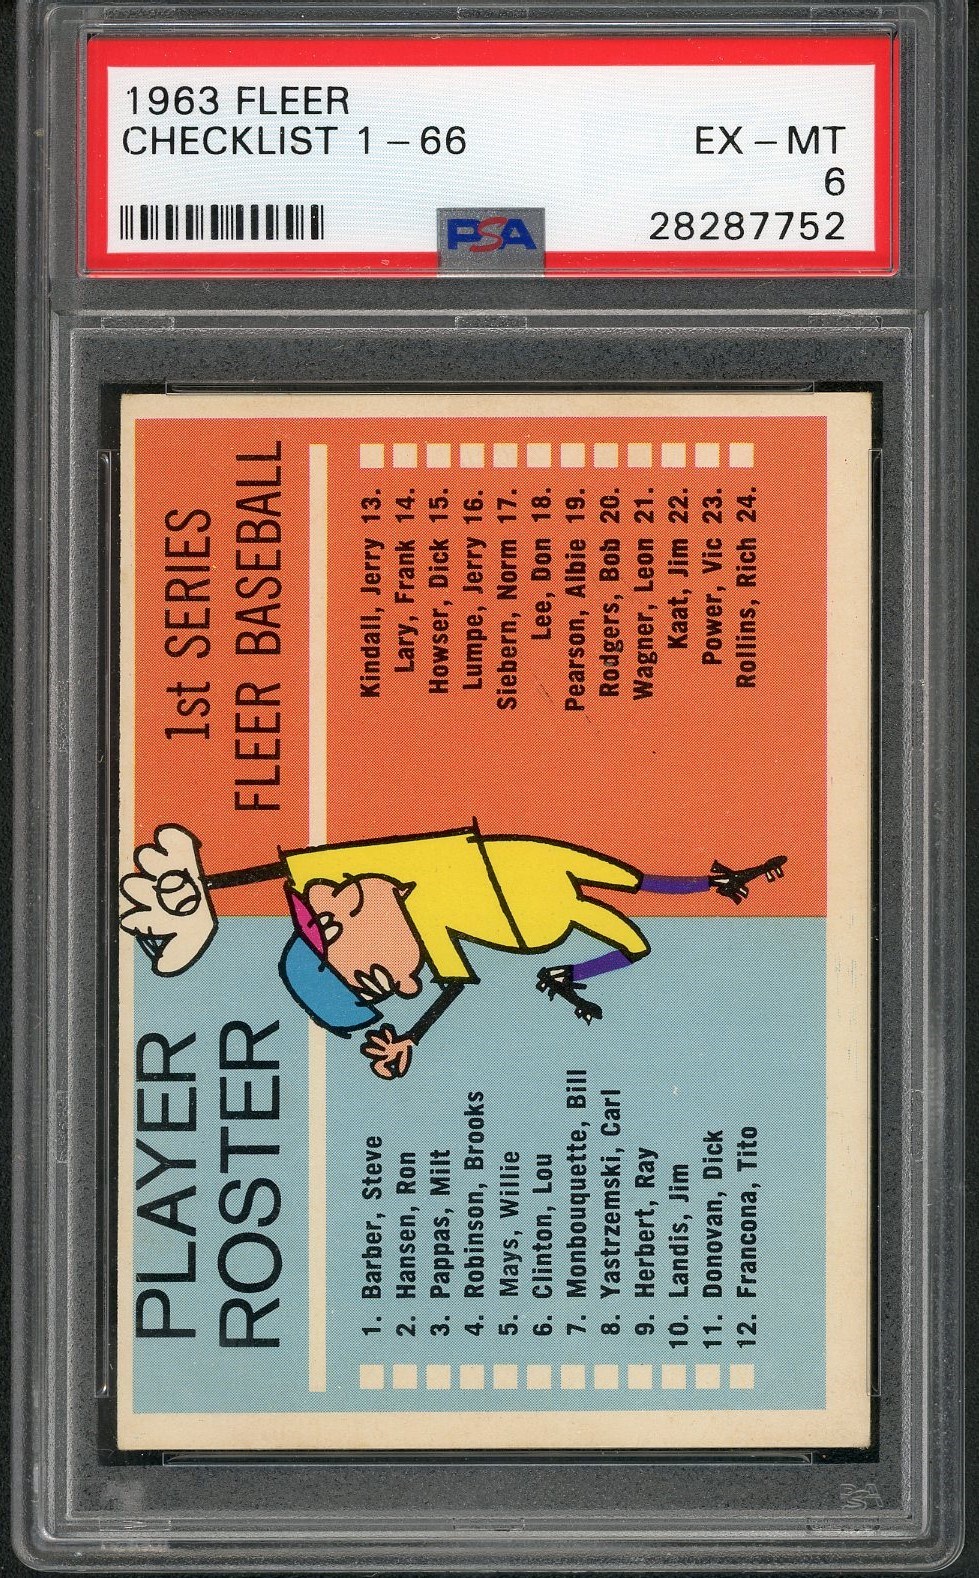 1963 FLEER
CHECKLIST 1 – 66
EX – MT
6
28287752
PSA
PLAYER
ROSTER
1st SERIES
FLEER BASEBALL
1. Barber, Steve
2. Hansen, Ron
3. Pappas, Milt
4. Robinson, Brooks
5. Mays, Willie
6. Clinton, Lou
7. Monbouquette, Bill
8. Yastrzemski, Carl
9. Herbert, Ray
10. Landis, Jim
11. Donovan, Dick
12. Francona, Tito
Kindall, Jerry 13.
Lary, Frank 14.
Howser, Dick 15.
Lumpe, Jerry 16.
Siebern, Norm 17.
Lee, Don 18.
Pearson, Albie 19.
Rodgers, Bob 20.
Wagner, Leon 21.
Kaat, Jim 22.
Power, Vic 23.
Rollins, Rich 24.
PSA